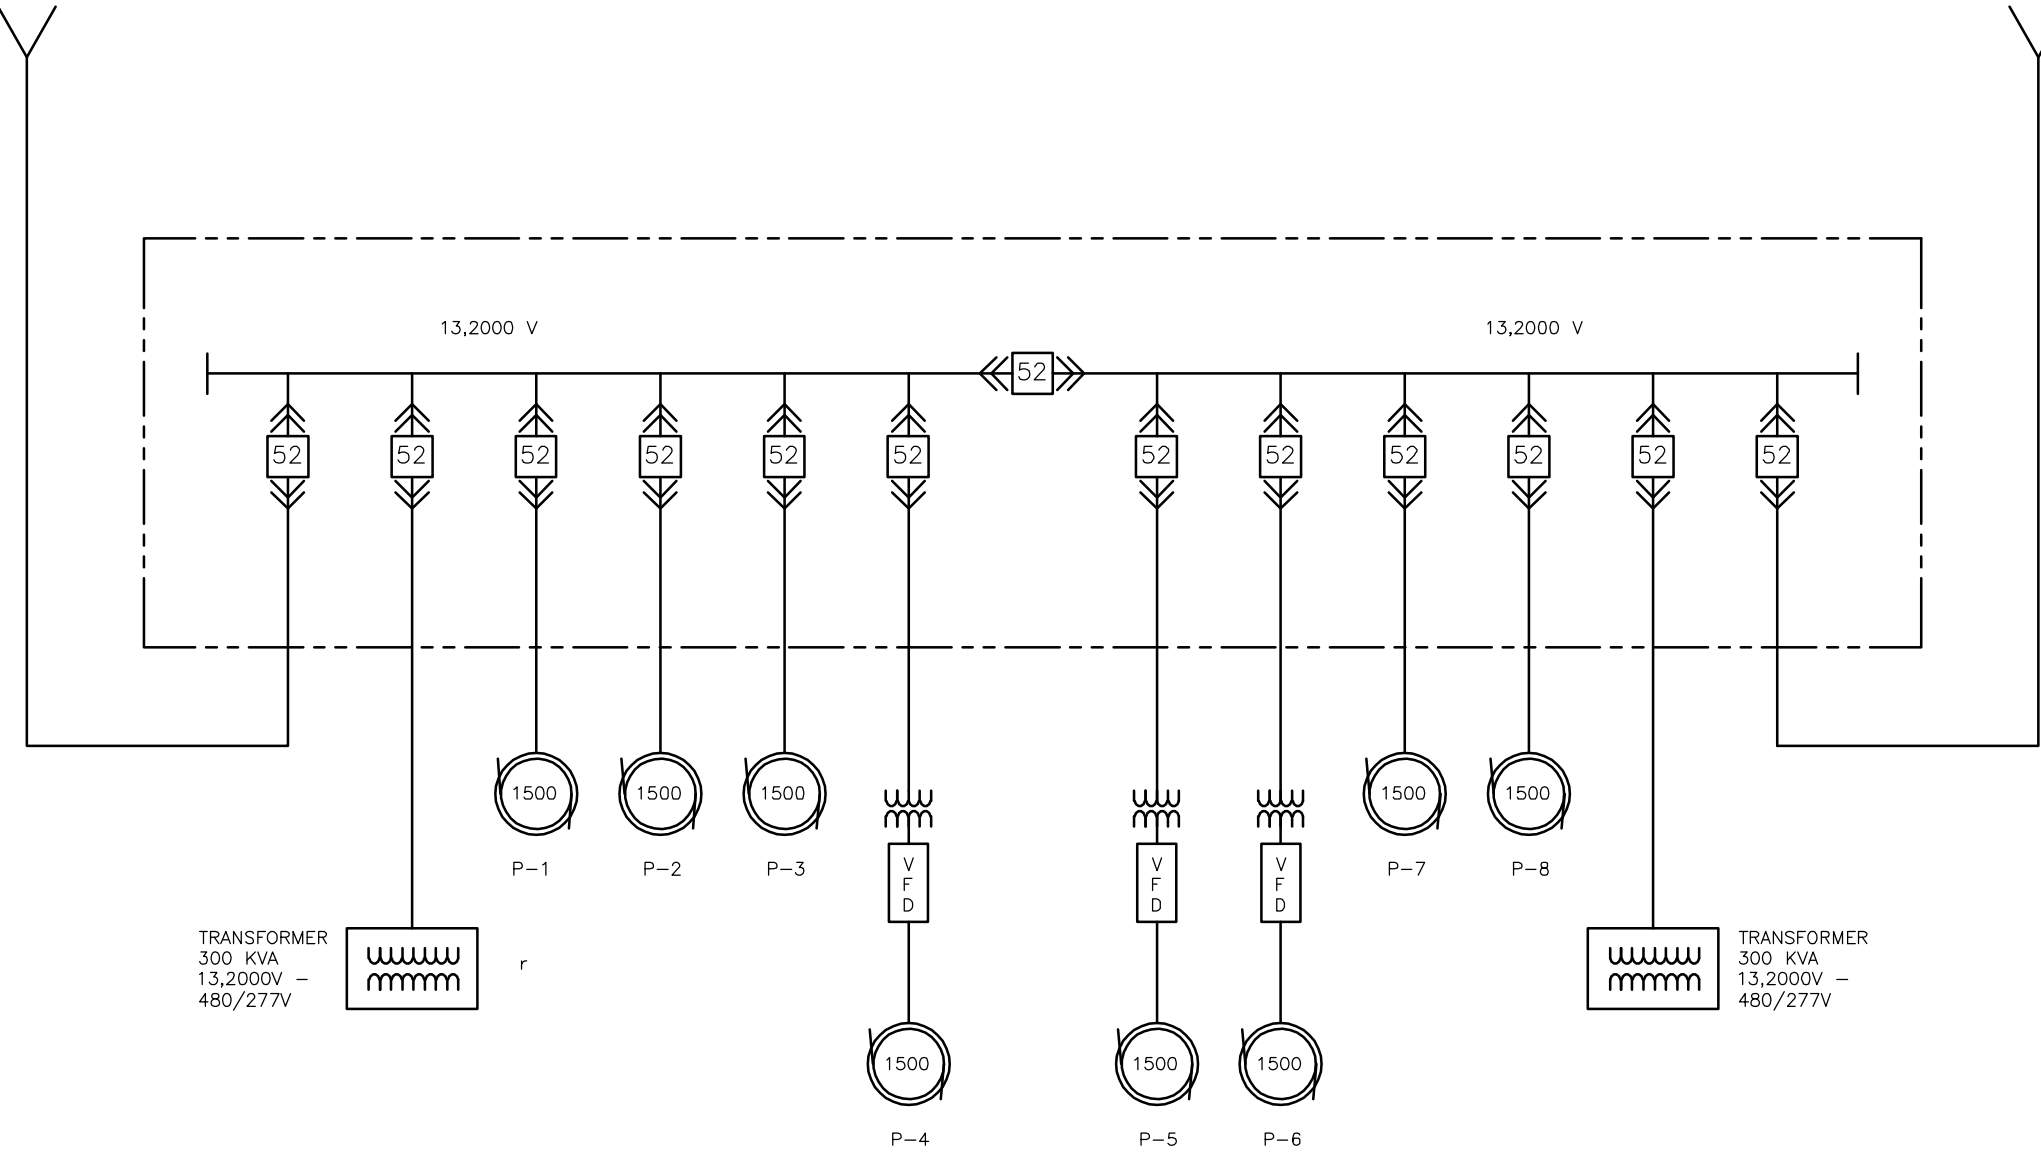 13,2000 V
13,2000 V
52
52
52
52
52
52
52
52
52
52
52
52
52
1500
1500
1500
1500
1500
P-1
P-2
P-3
P-7
P-8
V
F
D
V
F
D
V
F
D
TRANSFORMER
300 KVA
13,2000V -
480/277V
r
TRANSFORMER
300 KVA
13,2000V -
480/277V
1500
1500
1500
P-4
P-5
P-6